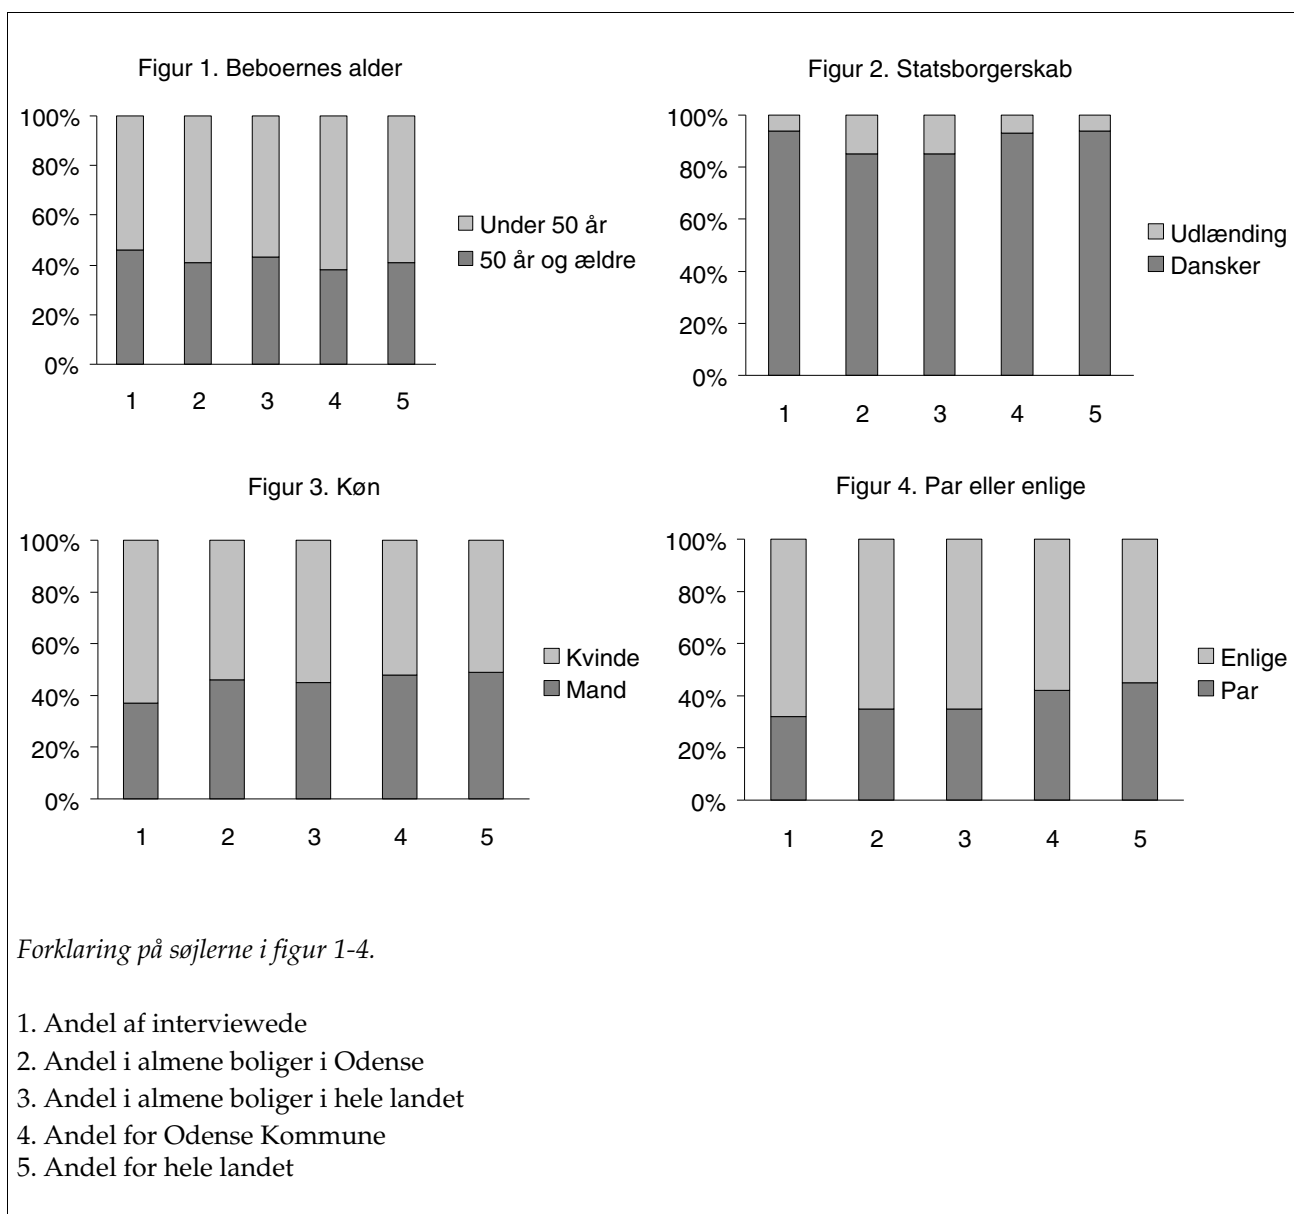 Figur 1. Beboernes alder
100%
80%
60%
40%
20%
0%
1 2 3 4 5
Under 50 år
50 år og ældre
Figur 2. Statsborgerskab
100%
80%
60%
40%
20%
0%
1 2 3 4 5
Udlænding
Dansker
Figur 3. Køn
100%
80%
60%
40%
20%
0%
1 2 3 4 5
Kvinde
Mand
Figur 4. Par eller enlige
100%
80%
60%
40%
20%
0%
1 2 3 4 5
Enlige
Par
Forklaring på søjlerne i figur 1-4.
1. Andel af interviewede
2. Andel i almene boliger i Odense
3. Andel i almene boliger i hele landet
4. Andel for Odense Kommune
5. Andel for hele landet